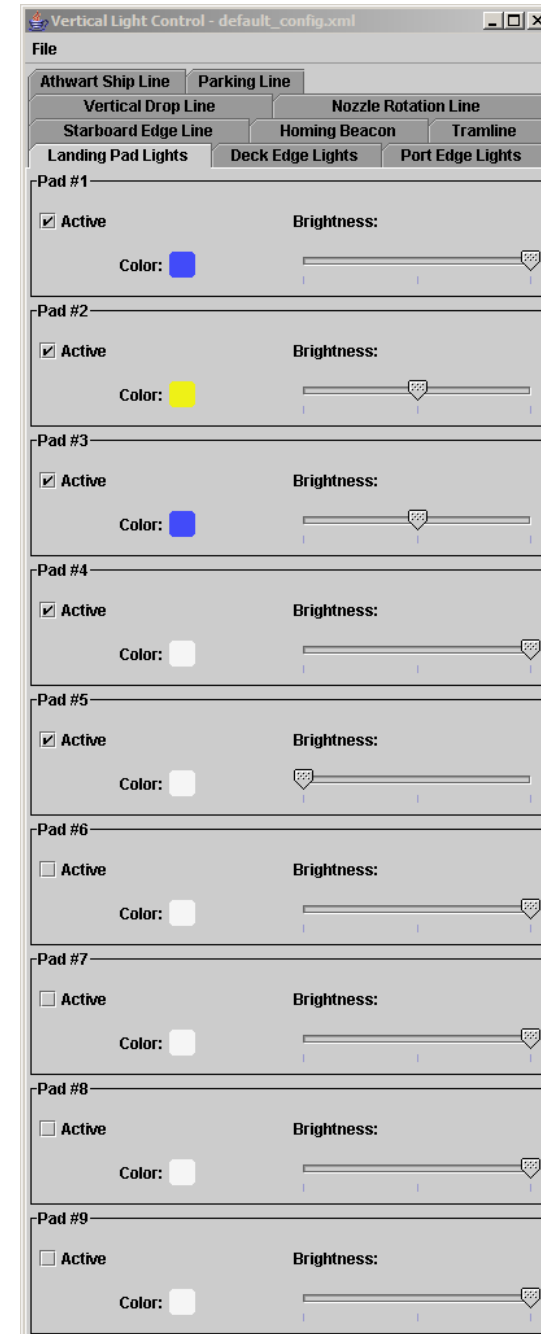 Vertical Light Control - default_config.xml
File
Athwart Ship Line Parking Line
Vertical Drop Line Nozzle Rotation Line
Starboard Edge Line Homing Beacon Tramline
Landing Pad Lights Deck Edge Lights Port Edge Lights
Pad #1
Active Brightness:
Color:
Pad #2
Active Brightness:
Color:
Pad #3
Active Brightness:
Color:
Pad #4
Active Brightness:
Color:
Pad #5
Active Brightness:
Color:
Pad #6
Active Brightness:
Color:
Pad #7
Active Brightness:
Color:
Pad #8
Active Brightness:
Color:
Pad #9
Active Brightness:
Color: